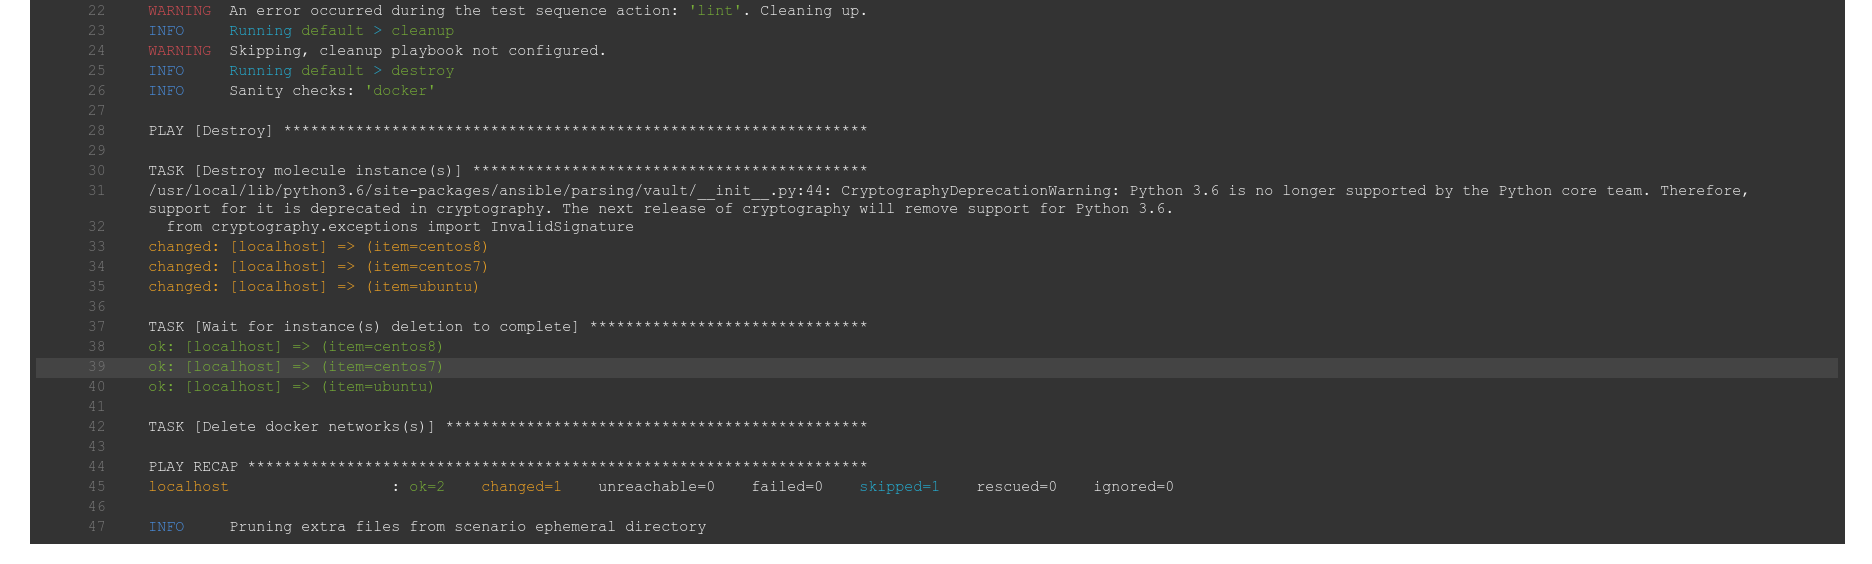 22 WARNING An error occurred during the test sequence action: 'lint'. Cleaning up.
23 INFO Running default > cleanup
24 WARNING Skipping, cleanup playbook not configured.
25 INFO Running default > destroy
26 INFO Sanity checks: 'docker'
27
28 PLAY [Destroy] *****************************************************************
29
30 TASK [Destroy molecule instance(s)] ********************************************
31 /usr/local/lib/python3.6/site-packages/ansible/parsing/vault/__init__.py:44: CryptographyDeprecationWarning: Python 3.6 is no longer supported by the Python core team. Therefore,
support for it is deprecated in cryptography. The next release of cryptography will remove support for Python 3.6.
32 from cryptography.exceptions import InvalidSignature
33 changed: [localhost] => (item=centos8)
34 changed: [localhost] => (item=centos7)
35 changed: [localhost] => (item=ubuntu)
36
37 TASK [Wait for instance(s) deletion to complete] *******************************
38 ok: [localhost] => (item=centos8)
39 ok: [localhost] => (item=centos7)
40 ok: [localhost] => (item=ubuntu)
41
42 TASK [Delete docker networks(s)] ***********************************************
43
44 PLAY RECAP *********************************************************************
45 localhost : ok=2 changed=1 unreachable=0 failed=0 skipped=1 rescued=0 ignored=0
46
47 INFO Pruning extra files from scenario ephemeral directory